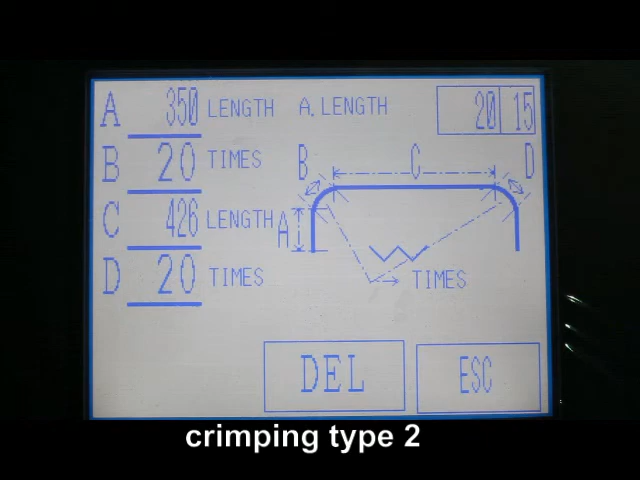 A 350 LENGTH A.LENGTH 20 15
B 20 TIMES
C 426 LENGTH
D 20 TIMES
B C D
A
TIMES
DEL ESC
crimping type 2